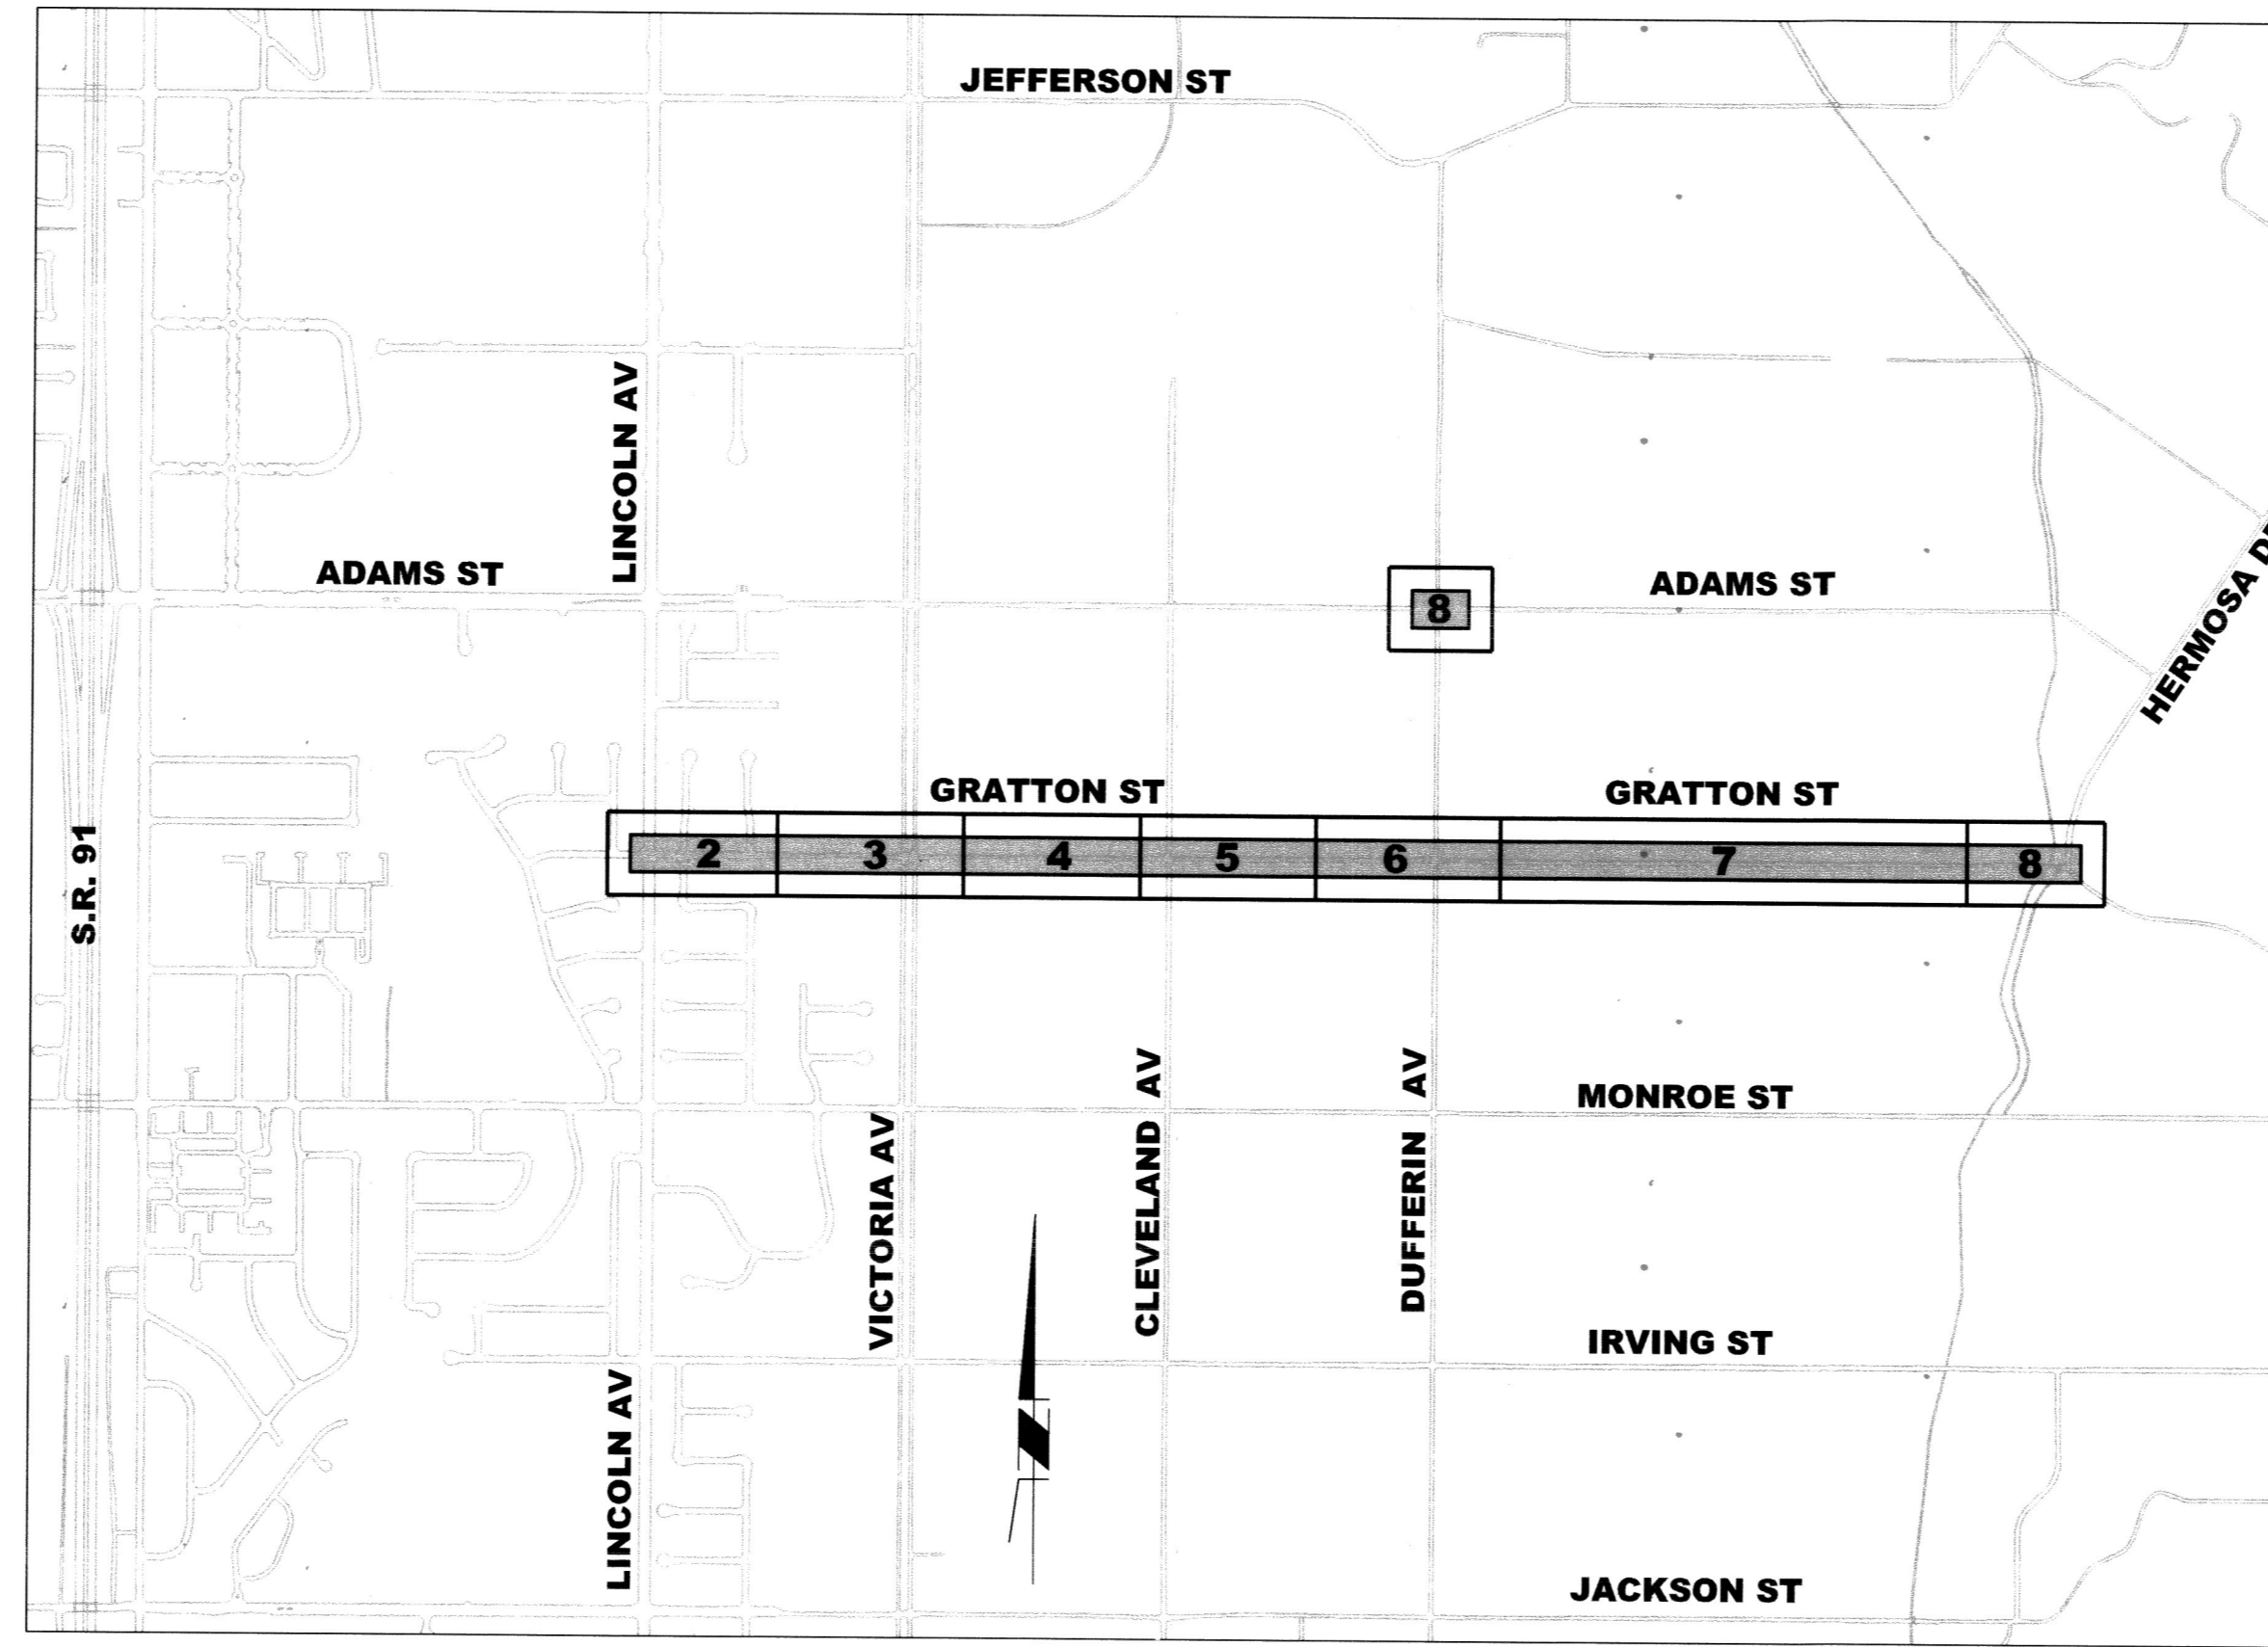 JEFFERSON ST
LINCOLN AV
ADAMS ST
ADAMS ST
8
HERMOSA
GRATTON ST
GRATTON ST
S.R. 91
2
3
4
5
6
7
8
CLEVELAND AV
DUFFERIN AV
MONROE ST
VICTORIA AV
IRVING ST
LINCOLN AV
N
JACKSON ST